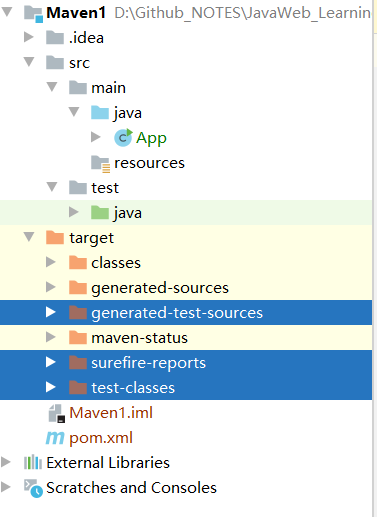 Maven1 D:\Github_NOTES\JavaWeb_Learnin
.idea
src
main
java
App
resources
test
java
target
classes
generated-sources
generated-test-sources
maven-status
surefire-reports
test-classes
Maven1.iml
pom.xml
External Libraries
Scratches and Consoles